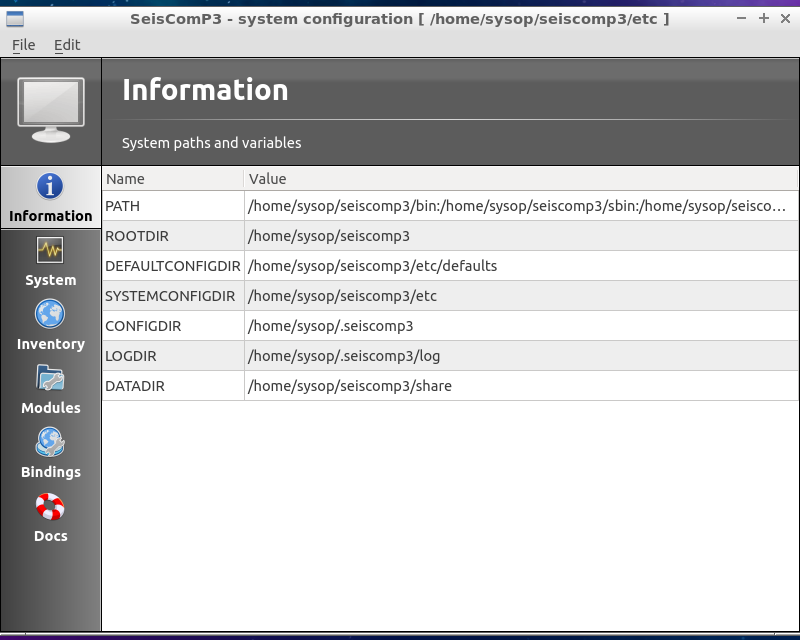 SeisComP3 - system configuration [ /home/sysop/seiscomp3/etc ]
File Edit
Information
System paths and variables
Name Value
PATH /home/sysop/seiscomp3/bin:/home/sysop/seiscomp3/sbin:/home/sysop/seisco...
ROOTDIR /home/sysop/seiscomp3
DEFAULTCONFIGDIR /home/sysop/seiscomp3/etc/defaults
SYSTEMCONFIGDIR /home/sysop/seiscomp3/etc
CONFIGDIR /home/sysop/.seiscomp3
LOGDIR /home/sysop/.seiscomp3/log
DATADIR /home/sysop/seiscomp3/share
Information
System
Inventory
Modules
Bindings
Docs